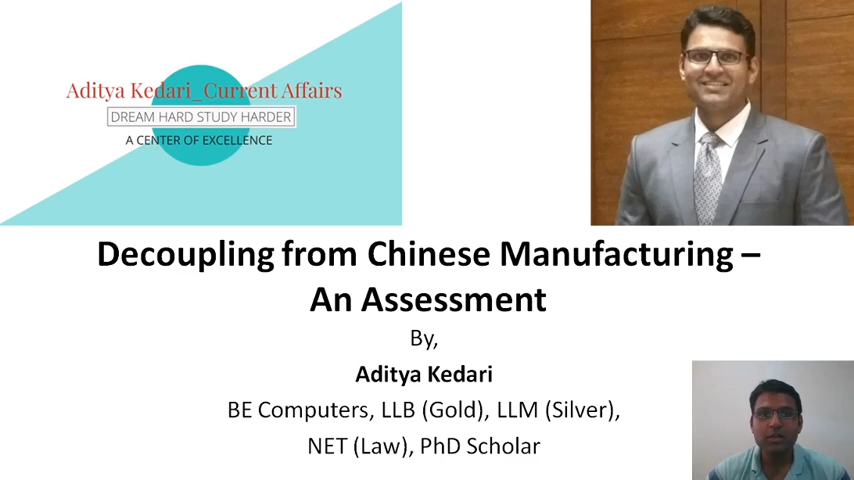 Aditya Kedari_Current Affairs
DREAM HARD STUDY HARDER
A CENTER OF EXCELLENCE
Decoupling from Chinese Manufacturing –
An Assessment
By,
Aditya Kedari
BE Computers, LLB (Gold), LLM (Silver),
NET (Law), PhD Scholar